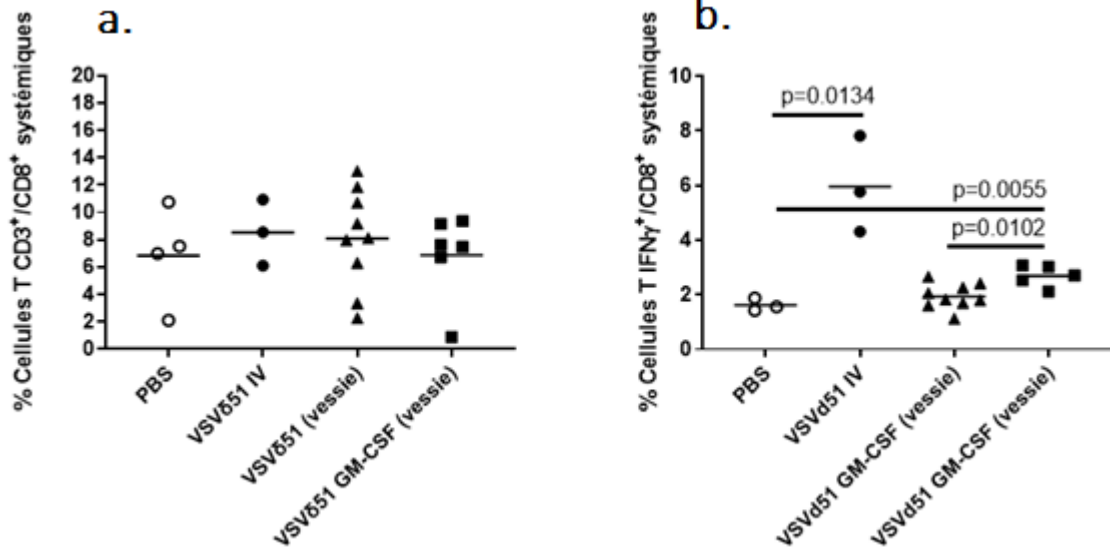 a.
% Cellules T CD3⁺/CD8⁺ systémiques
20
18
16
14
12
10
8
6
4
2
0
PBS
VSVδ51 IV
VSVδ51 (vessie)
VSVδ51 GM-CSF (vessie)
b.
% Cellules T IFNγ⁺/CD8⁺ systémiques
10
8
6
4
2
0
p=0.0134
p=0.0055
p=0.0102
PBS
VSVd51 IV
VSVd51 GM-CSF (vessie)
VSVd51 GM-CSF (vessie)